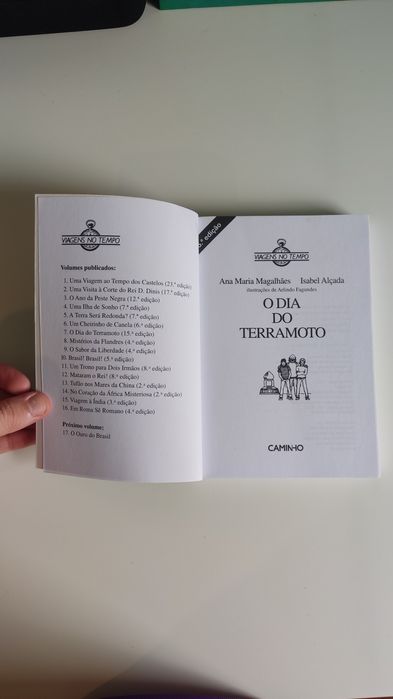 VIAGENS NO TEMPO
Volumes publicados:
1. Uma Viagem ao Tempo dos Castelos (21.ª edição)
2. Uma Visita à Corte do Rei D. Dinis (17.ª edição)
3. O Ano da Peste Negra (12.ª edição)
4. Uma Ilha de Sonho (7.ª edição)
5. A Terra Será Redonda? (7.ª edição)
6. Um Cheirinho de Canela (6.ª edição)
7. O Dia do Terramoto (15.ª edição)
8. Mistérios da Flandres (4.ª edição)
9. O Sabor da Liberdade (4.ª edição)
10. Brasil! Brasil! (5.ª edição)
11. Um Trono para Dois Irmãos (8.ª edição)
12. Mataram o Rei! (8.ª edição)
13. Tufão nos Mares da China (2.ª edição)
14. No Coração da África Misteriosa (2.ª edição)
15. Viagem à Índia (3.ª edição)
16. Em Roma Sê Romano (4.ª edição)
Próximo volume:
17. O Ouro do Brasil
5.ª edição
VIAGENS NO TEMPO
Ana Maria Magalhães Isabel Alçada
ilustrações de Arlindo Fagundes
O DIA
DO
TERRAMOTO
CAMINHO